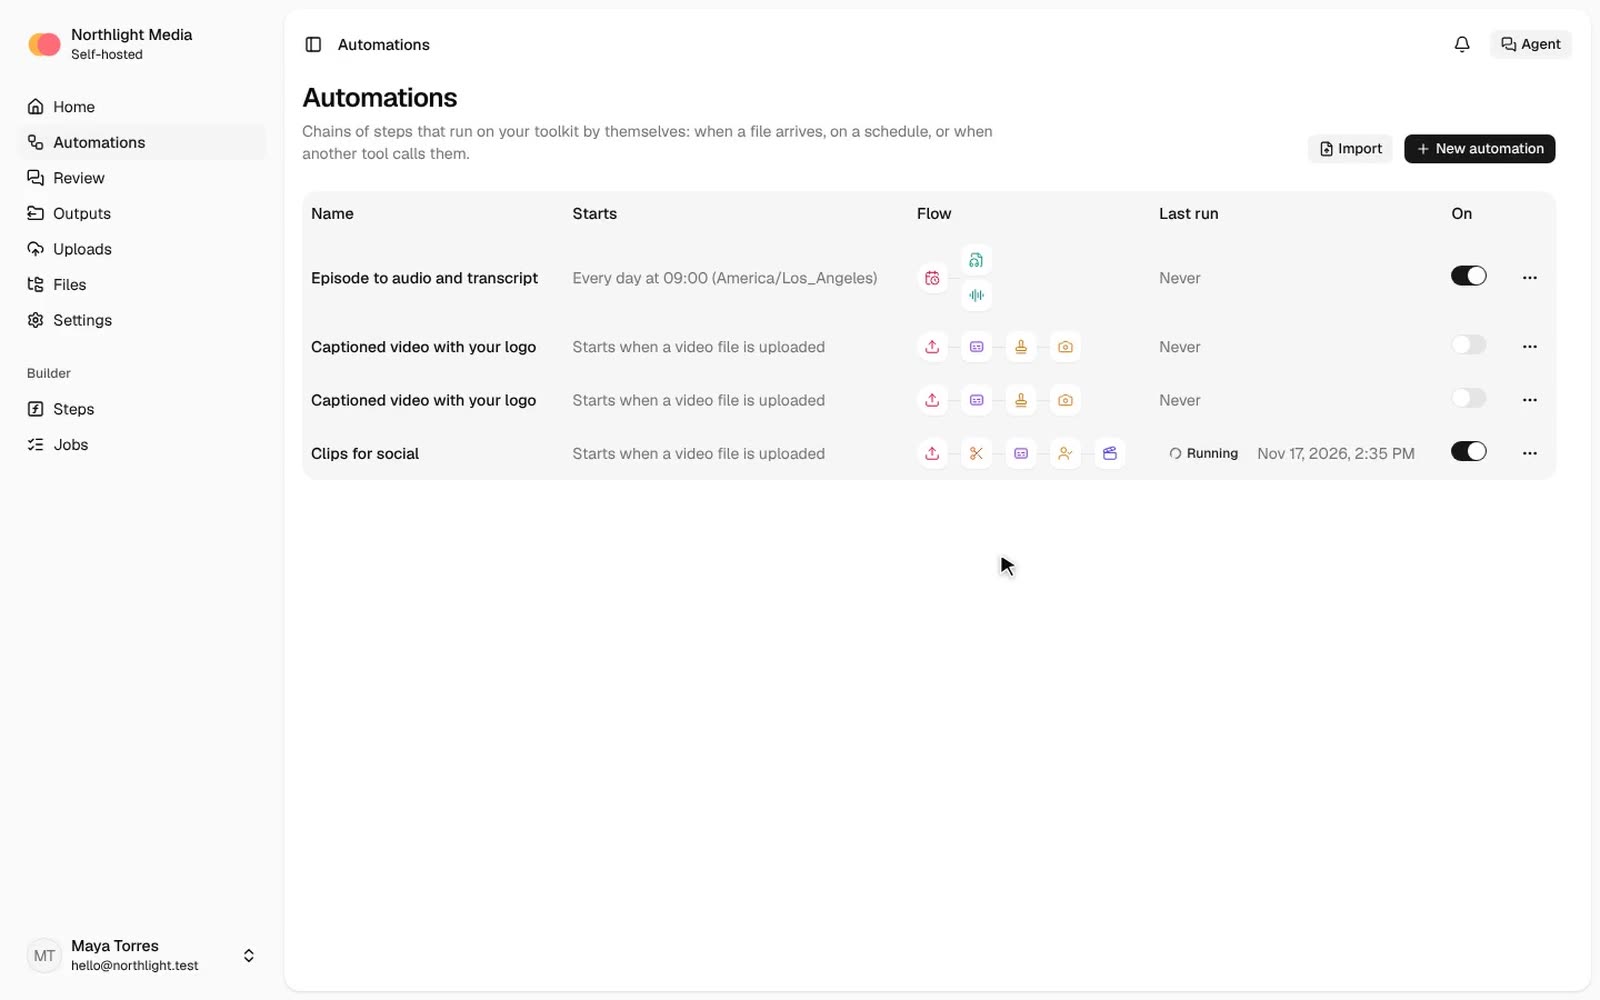 Northlight Media
Self-hosted
Home
Automations
Review
Outputs
Uploads
Files
Settings
Builder
Steps
Jobs
MT
Maya Torres
hello@northlight.test
Automations
Agent
Automations
Chains of steps that run on your toolkit by themselves: when a file arrives, on a schedule, or when
another tool calls them.
Import
New automation
Name Starts Flow Last run On
Episode to audio and transcript Every day at 09:00 (America/Los_Angeles) Never
Captioned video with your logo Starts when a video file is uploaded Never
Captioned video with your logo Starts when a video file is uploaded Never
Clips for social Starts when a video file is uploaded Running Nov 17, 2026, 2:35 PM